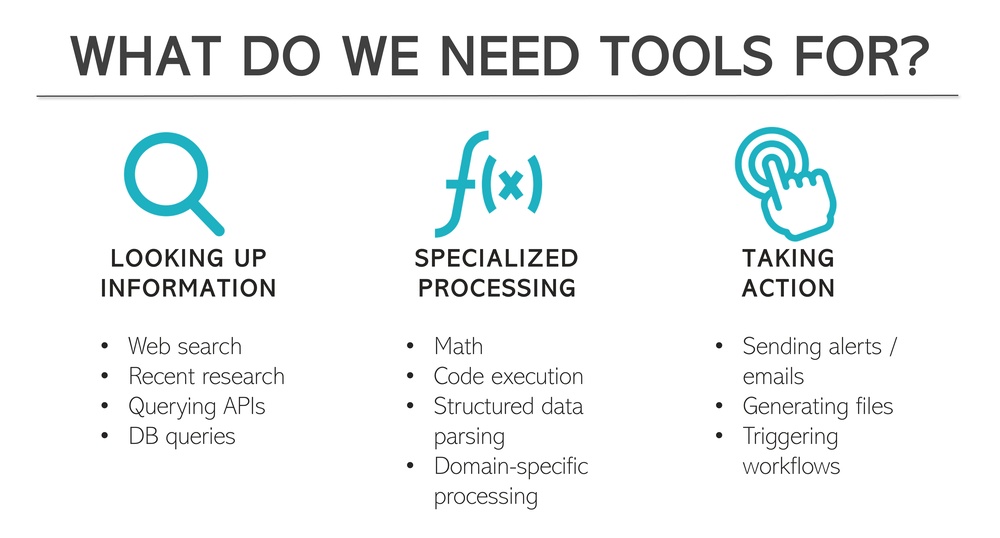 WHAT DO WE NEED TOOLS FOR?
f(x)
LOOKING UP
INFORMATION
• Web search
• Recent research
• Querying APIs
• DB queries
SPECIALIZED
PROCESSING
• Math
• Code execution
• Structured data
parsing
• Domain-specific
processing
TAKING
ACTION
• Sending alerts /
emails
• Generating files
• Triggering
workflows